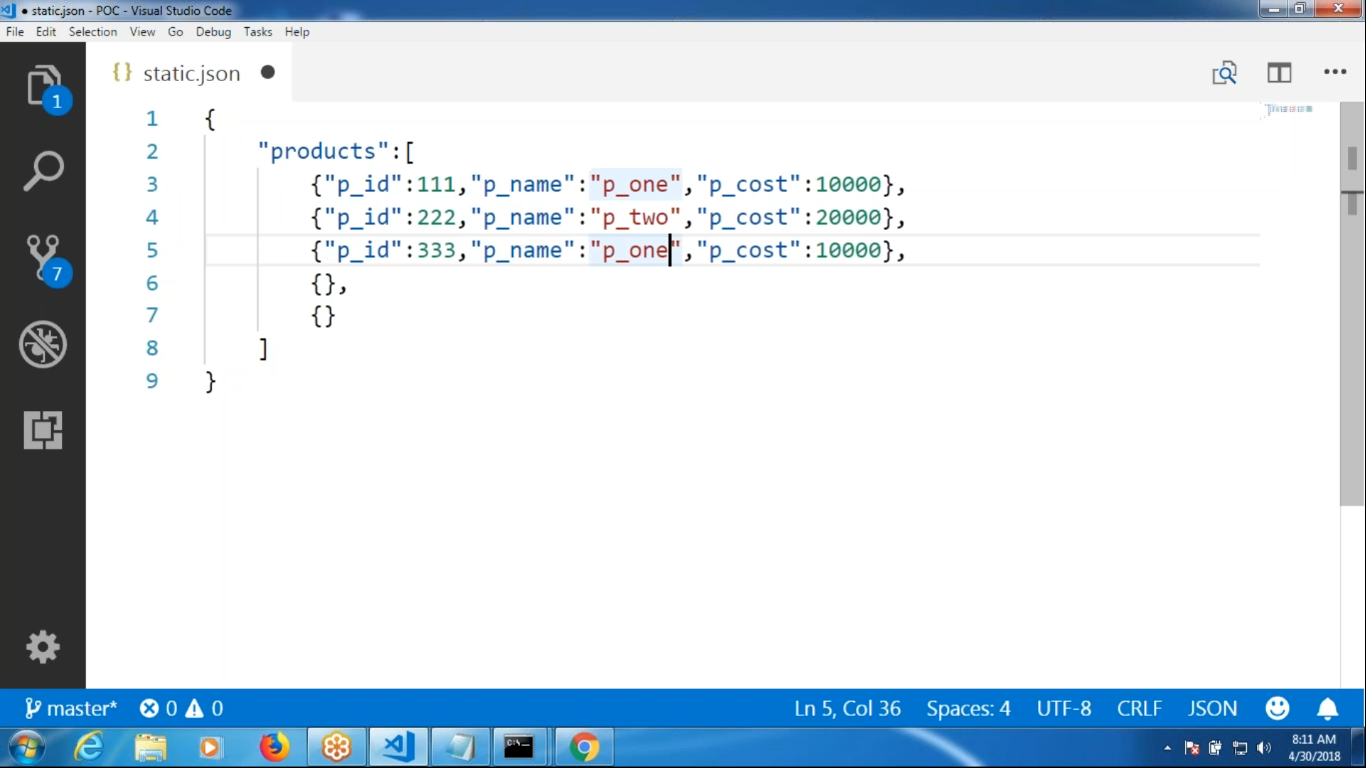 static.json - POC - Visual Studio Code
File Edit Selection View Go Debug Tasks Help
{} static.json
1 {
2 "products":[
3 {"p_id":111,"p_name":"p_one","p_cost":10000},
4 {"p_id":222,"p_name":"p_two","p_cost":20000},
5 {"p_id":333,"p_name":"p_one","p_cost":10000},
6 {},
7 {}
8 ]
9 }
1
7
master* 0 0 Ln 5, Col 36 Spaces: 4 UTF-8 CRLF JSON
8:11 AM
4/30/2018